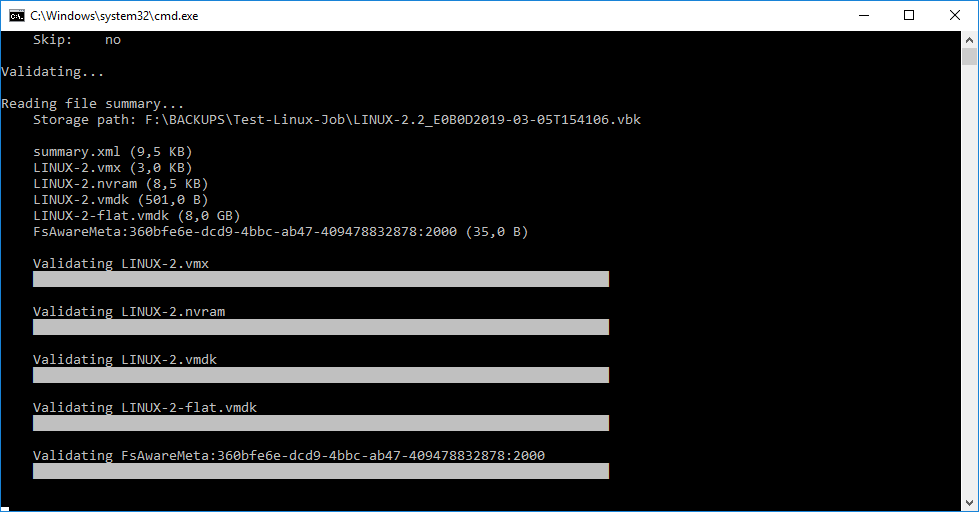 C:\Windows\system32\cmd.exe
Skip:    no
Validating...
Reading file summary...
Storage path: F:\BACKUPS\Test-Linux-Job\LINUX-2.2_E0B0D2019-03-05T154106.vbk
summary.xml (9,5 KB)
LINUX-2.vmx (3,0 KB)
LINUX-2.nvram (8,5 KB)
LINUX-2.vmdk (501,0 B)
LINUX-2-flat.vmdk (8,0 GB)
FsAwareMeta:360bfe6e-dcd9-4bbc-ab47-409478832878:2000 (35,0 B)
Validating LINUX-2.vmx
Validating LINUX-2.nvram
Validating LINUX-2.vmdk
Validating LINUX-2-flat.vmdk
Validating FsAwareMeta:360bfe6e-dcd9-4bbc-ab47-409478832878:2000